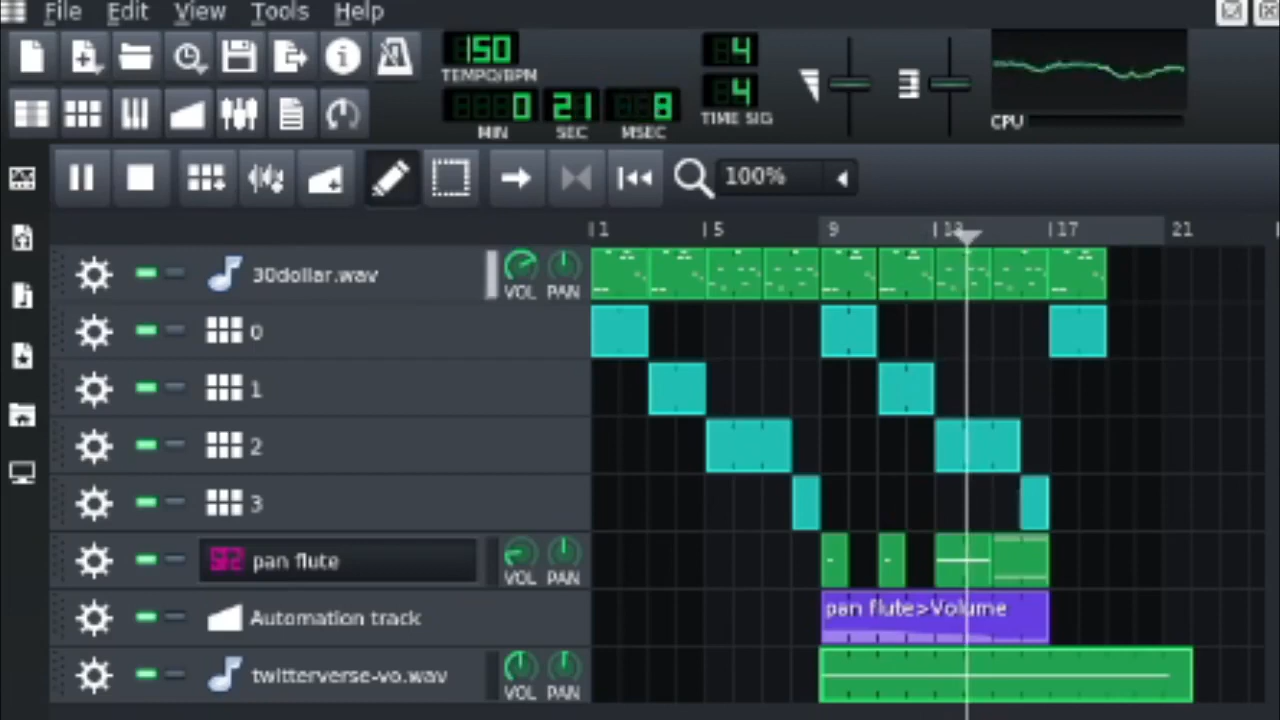 File Edit View Tools Help
150
TEMPO/BPM
4
4
TIME SIG
0 21 8
MIN SEC MSEC
CPU
100%
1 5 9 13 17 21
30dollar.wav VOL PAN
0
1
2
3
pan flute VOL PAN
Automation track
pan flute>Volume
twitterverse-vo.wav VOL PAN